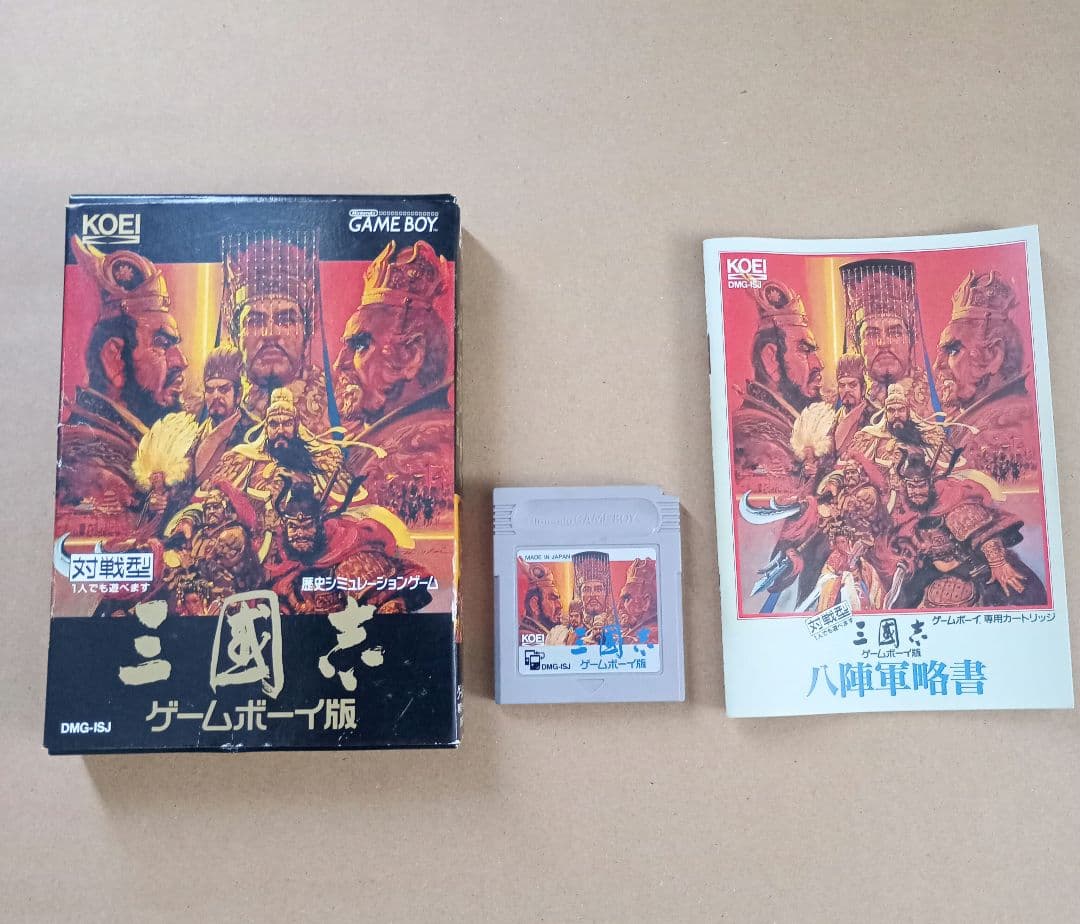 KOEI
Nintendo
GAME BOY™
対戦型
1人でも遊べます
歴史シミュレーションゲーム
三國志
ゲームボーイ版
DMG-ISJ
Nintendo GAME BOY
MADE IN JAPAN
KOEI
三國志
DMG-ISJ
ゲームボーイ版
KOEI
DMG-ISJ
対戦型
1人でも遊べます
ゲームボーイ専用カートリッジ
三國志
ゲームボーイ版
八陣軍略書